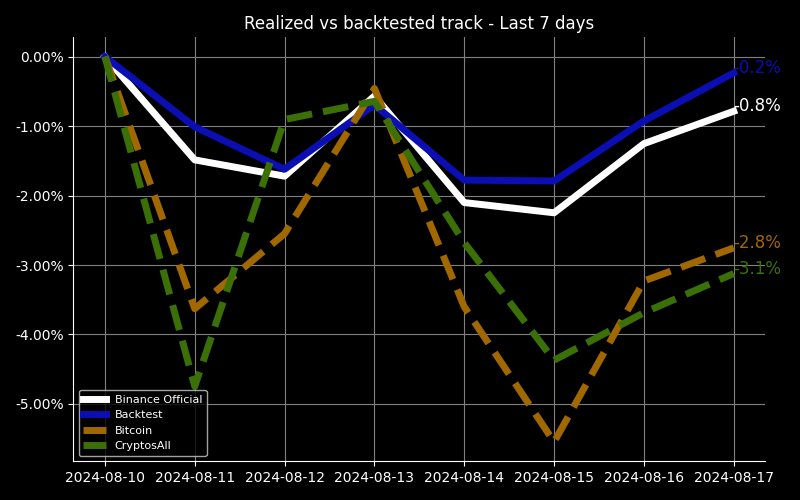 Realized vs backtested track - Last 7 days
0.00%
-1.00%
-2.00%
-3.00%
-4.00%
-5.00%
-0.2%
-0.8%
-2.8%
-3.1%
Binance Official
Backtest
Bitcoin
CryptosAll
2024-08-10 2024-08-11 2024-08-12 2024-08-13 2024-08-14 2024-08-15 2024-08-16 2024-08-17